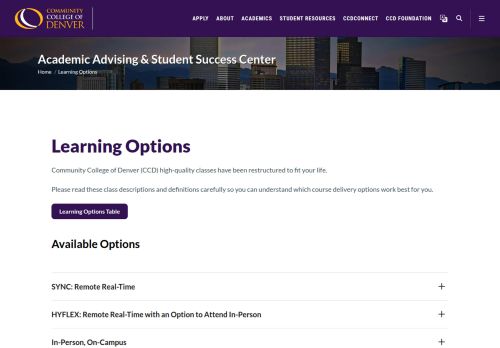 COMMUNITY
COLLEGE OF
DENVER
CCD
APPLY ABOUT ACADEMICS STUDENT RESOURCES CCDCONNECT CCD FOUNDATION
Academic Advising & Student Success Center
Home / Learning Options
Learning Options
Community College of Denver (CCD) high-quality classes have been restructured to fit your life.
Please read these class descriptions and definitions carefully so you can understand which course delivery options work best for you.
Learning Options Table
Available Options
SYNC: Remote Real-Time
HYFLEX: Remote Real-Time with an Option to Attend In-Person
In-Person, On-Campus